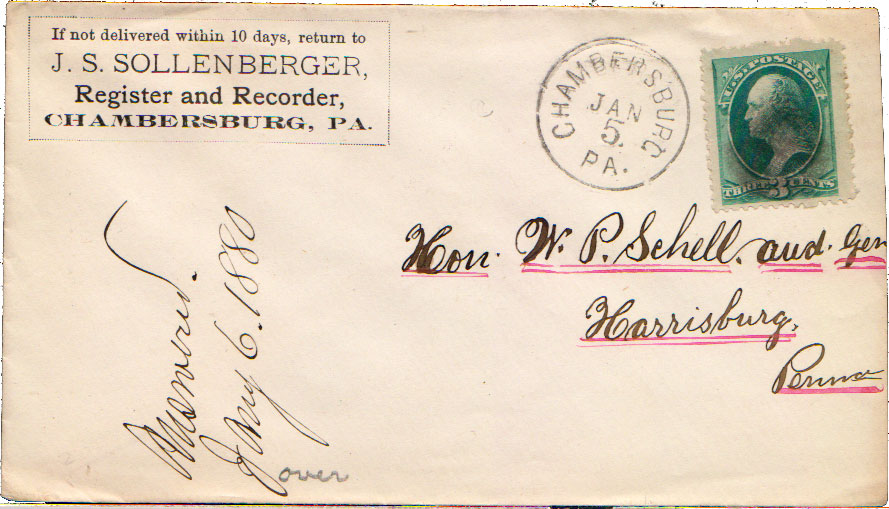 If not delivered within 10 days, return to
J. S. SOLLENBERGER,
Register and Recorder,
CHAMBERSBURG, PA.
CHAMBERSBURG
JAN
5.
PA.
U.S. POSTAGE
THREE 3 CENTS
Hon. W. P. Schell. aud. Gen
Harrisburg.
Penna
Answered.
Jany 6. 1880
over